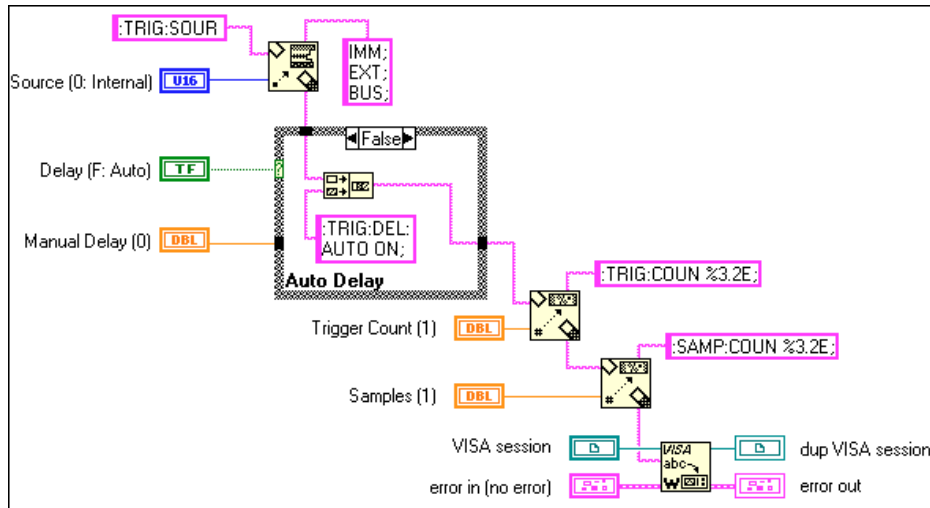 :TRIG:SOUR
IMM;
EXT;
BUS;
Source (0: Internal)
U16
False
Delay (F: Auto)
TF
?
Manual Delay (0)
DBL
:TRIG:DEL:
AUTO ON;
Auto Delay
:TRIG:COUN %3.2E;
Trigger Count (1)
DBL
#
:SAMP:COUN %3.2E;
Samples (1)
DBL
#
VISA session
VISA
abc
W
dup VISA session
error in (no error)
error out